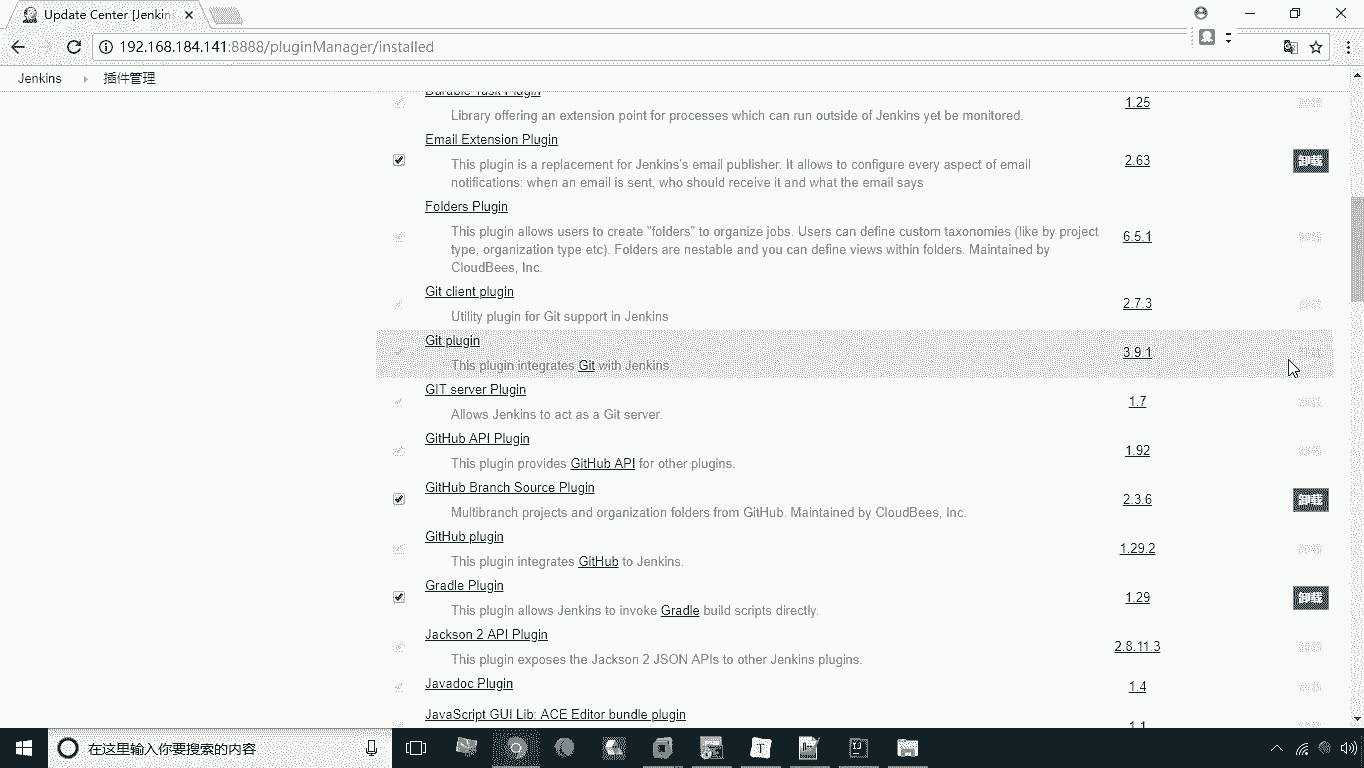 Update Center [Jenkin
192.168.184.141:8888/pluginManager/installed
Jenkins
插件管理
Durable Task Plugin
1.25
Library offering an extension point for processes which can run outside of Jenkins yet be monitored.
Email Extension Plugin
This plugin is a replacement for Jenkins's email publisher. It allows to configure every aspect of email
notifications: when an email is sent, who should receive it and what the email says
2.63
卸载
Folders Plugin
This plugin allows users to create "folders" to organize jobs. Users can define custom taxonomies (like by project
type, organization type etc). Folders are nestable and you can define views within folders. Maintained by
CloudBees, Inc.
6.5.1
Git client plugin
Utility plugin for Git support in Jenkins
2.7.3
Git plugin
This plugin integrates Git with Jenkins.
3.9.1
GIT server Plugin
Allows Jenkins to act as a Git server.
1.7
GitHub API Plugin
This plugin provides GitHub API for other plugins.
1.92
GitHub Branch Source Plugin
Multibranch projects and organization folders from GitHub. Maintained by CloudBees, Inc.
2.3.6
卸载
GitHub plugin
This plugin integrates GitHub to Jenkins.
1.29.2
Gradle Plugin
This plugin allows Jenkins to invoke Gradle build scripts directly.
1.29
卸载
Jackson 2 API Plugin
This plugin exposes the Jackson 2 JSON APIs to other Jenkins plugins.
2.8.11.3
Javadoc Plugin
1.4
JavaScript GUI Lib: ACE Editor bundle plugin
1.1
在这里输入你要搜索的内容